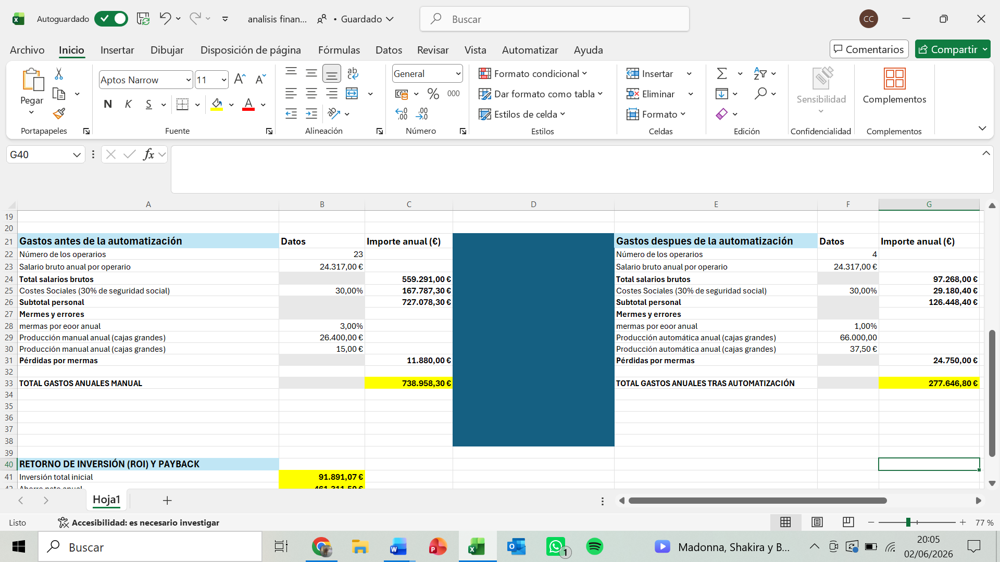 Autoguardado
analisis finan... • Guardado
Buscar
CC
Archivo Inicio Insertar Dibujar Disposición de página Fórmulas Datos Revisar Vista Automatizar Ayuda
Comentarios Compartir
Pegar
Portapapeles
Aptos Narrow 11
N K S
Fuente
Alineación
General
% 000
Número
Formato condicional
Dar formato como tabla
Estilos de celda
Estilos
Insertar
Eliminar
Formato
Celdas
Edición
Sensibilidad
Confidencialidad
Complementos
Complementos
G40
fx
A B C D E F G
19
20
21 Gastos antes de la automatización Datos Importe anual (€) Gastos despues de la automatización Datos Importe anual (€)
22 Número de los operarios 23 Número de los operarios 4
23 Salario bruto anual por operario 24.317,00 € Salario bruto anual por operario 24.317,00 €
24 Total salarios brutos 559.291,00 € Total salarios brutos 97.268,00 €
25 Costes Sociales (30% de seguridad social) 30,00% 167.787,30 € Costes Sociales (30% de seguridad social) 30,00% 29.180,40 €
26 Subtotal personal 727.078,30 € Subtotal personal 126.448,40 €
27 Mermes y errores Mermes y errores
28 mermas por eoor anual 3,00% mermas por eoor anual 1,00%
29 Producción manual anual (cajas grandes) 26.400,00 € Producción automática anual (cajas grandes) 66.000,00
30 Producción manual anual (cajas grandes) 15,00 € Producción automática anual (cajas grandes) 37,50 €
31 Pérdidas por mermas 11.880,00 € Pérdidas por mermas 24.750,00 €
32
33 TOTAL GASTOS ANUALES MANUAL 738.958,30 € TOTAL GASTOS ANUALES TRAS AUTOMATIZACIÓN 277.646,80 €
34
35
36
37
38
39
40 RETORNO DE INVERSIÓN (ROI) Y PAYBACK
41 Inversión total inicial 91.891,07 €
42 Ahorro neto anual 461.311,50 €
Hoja1
Listo Accesibilidad: es necesario investigar 77 %
Buscar
1
Madonna, Shakira y B...
20:05
02/06/2026